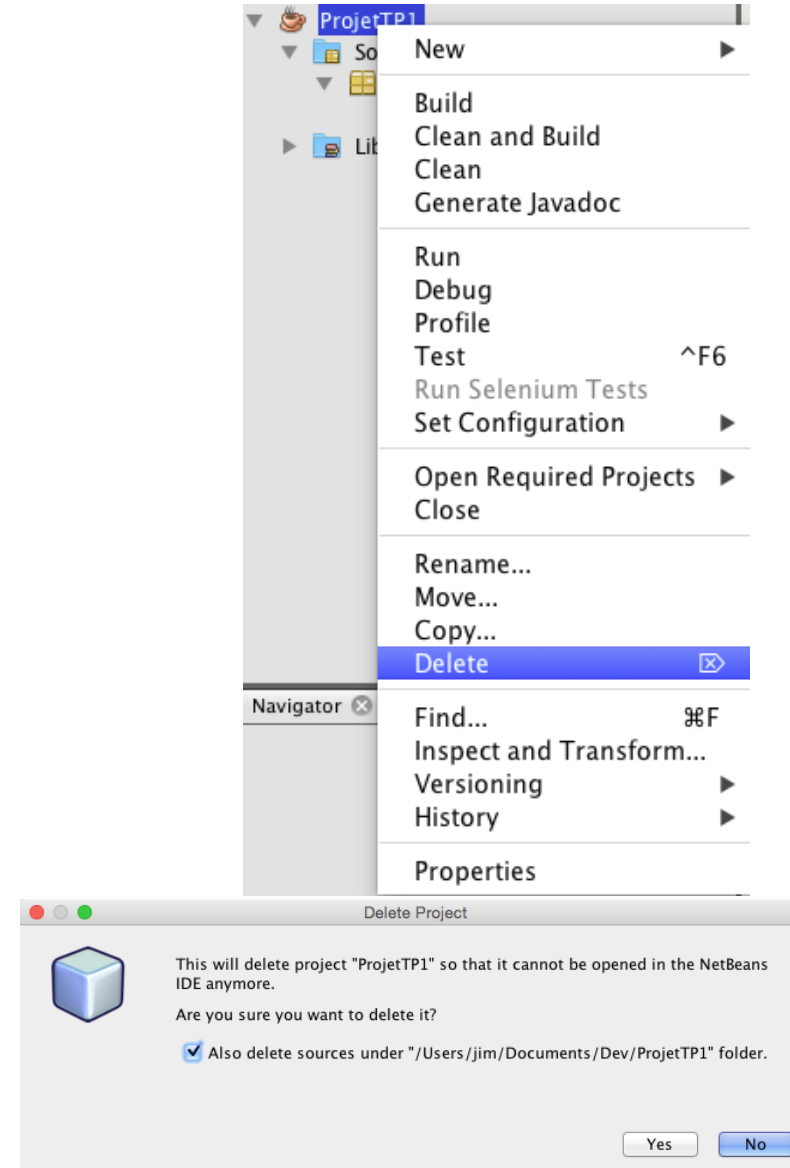 ProjetTP1
New
Build
Clean and Build
Clean
Generate Javadoc
Run
Debug
Profile
Test ^F6
Run Selenium Tests
Set Configuration
Open Required Projects
Close
Rename...
Move...
Copy...
Delete
Find... ⌘F
Inspect and Transform...
Versioning
History
Properties
Navigator
Delete Project
This will delete project "ProjetTP1" so that it cannot be opened in the NetBeans
IDE anymore.
Are you sure you want to delete it?
Also delete sources under "/Users/jim/Documents/Dev/ProjetTP1" folder.
Yes No